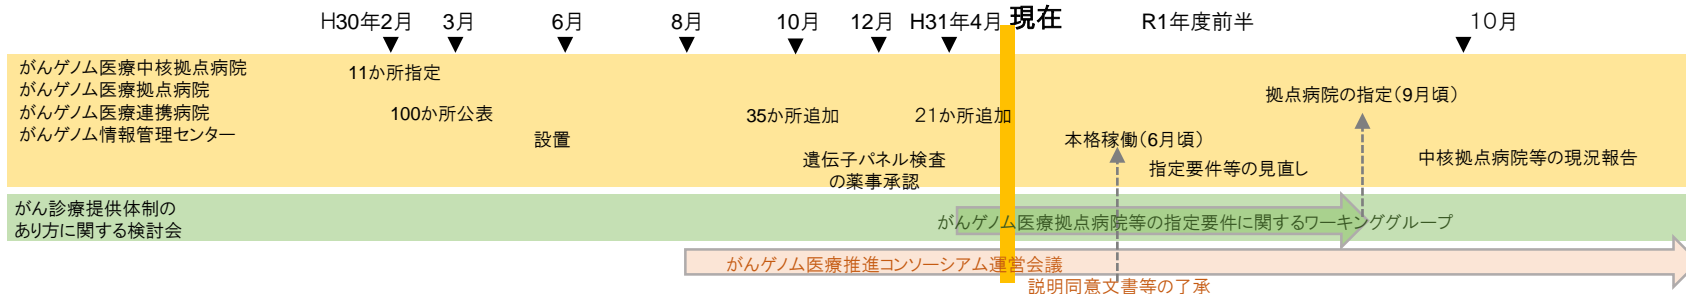 H30年2月 3月 6月 8月 10月 12月 H31年4月 現在 R1年度前半 10月
がんゲノム医療中核拠点病院 11か所指定
がんゲノム医療拠点病院 拠点病院の指定(9月頃)
がんゲノム医療連携病院 100か所公表 35か所追加 21か所追加
がんゲノム情報管理センター 設置 本格稼働(6月頃)
遺伝子パネル検査
の薬事承認
指定要件等の見直し
中核拠点病院等の現況報告
がん診療提供体制の
あり方に関する検討会
がんゲノム医療拠点病院等の指定要件に関するワーキンググループ
がんゲノム医療推進コンソーシアム運営会議
説明同意文書等の了承